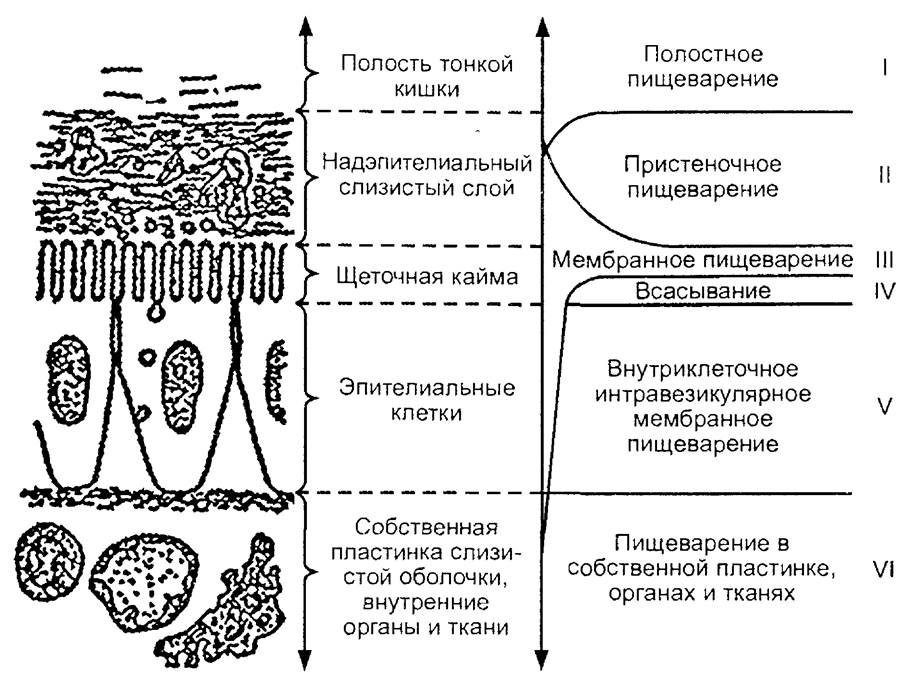 Полость тонкой
кишки
Надэпителиальный
слизистый слой
Щеточная кайма
Эпителиальные
клетки
Собственная
пластинка слизи-
стой оболочки,
внутренние
органы и ткани
Полостное
пищеварение
I
Пристеночное
пищеварение
II
Мембранное пищеварение
III
Всасывание
IV
Внутриклеточное
интравезикулярное
мембранное
пищеварение
V
Пищеварение в
собственной пластинке,
органах и тканях
VI